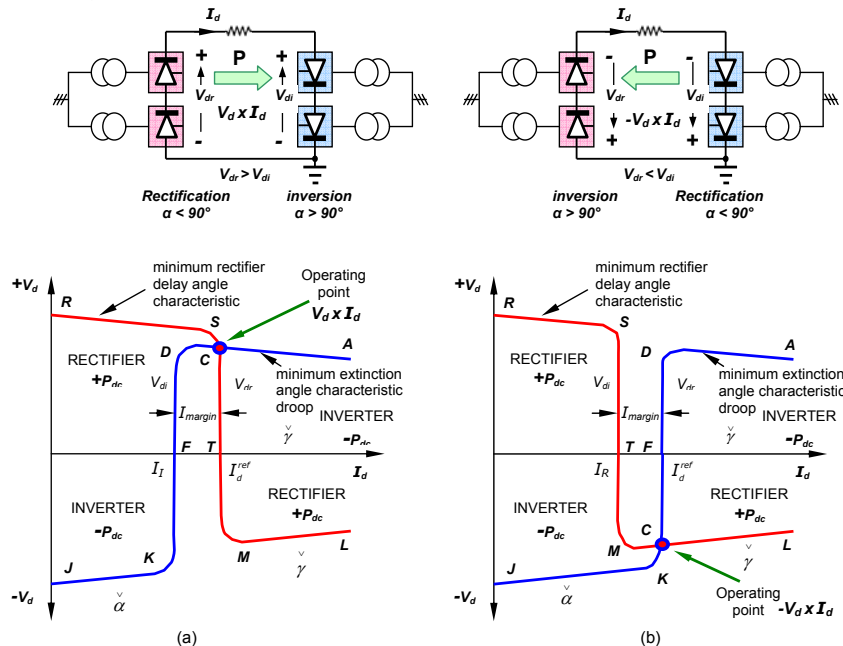 I_d
+ P +
V_dr V_di
V_d x I_d
- -
V_dr > V_di
Rectification inversion
α < 90° α > 90°
I_d
- P -
V_dr V_di
-V_d x I_d
+ +
V_dr < V_di
inversion Rectification
α > 90° α < 90°
+V_d
minimum rectifier
delay angle
characteristic
Operating
point
V_d x I_d
R
S
D
C
A
RECTIFIER
+P_dc
V_di
V_dr
minimum extinction
angle characteristic
droop
I_margin
INVERTER
γ̌
-P_dc
F T
I_I
I_d^ref
I_d
INVERTER
-P_dc
RECTIFIER
+P_dc
J
K
M
L
α̌
γ̌
-V_d
(a)
+V_d
minimum rectifier
delay angle
characteristic
R
S
D
A
RECTIFIER
+P_dc
V_di
V_dr
minimum extinction
angle characteristic
droop
I_margin
INVERTER
γ̌
-P_dc
T F
I_R
I_d^ref
I_d
INVERTER
-P_dc
RECTIFIER
+P_dc
C
M
L
J
K
α̌
γ̌
Operating
point -V_d x I_d
-V_d
(b)